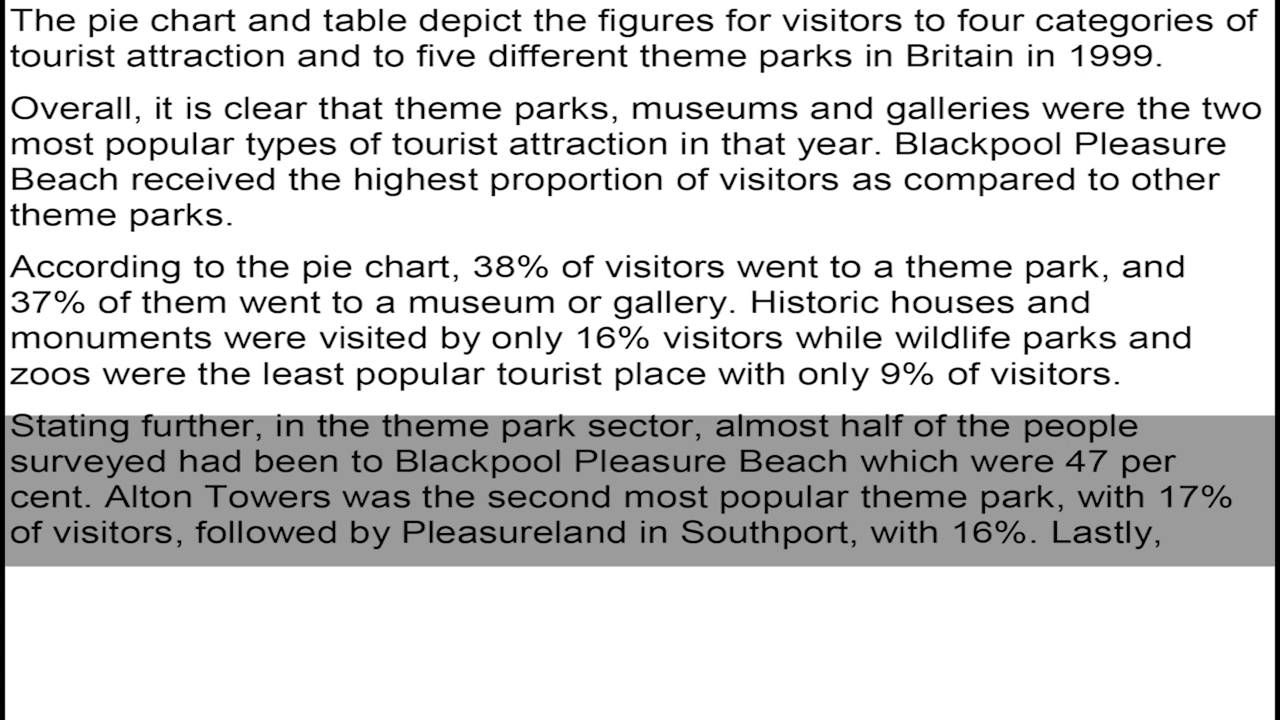 The pie chart and table depict the figures for visitors to four categories of
tourist attraction and to five different theme parks in Britain in 1999.
Overall, it is clear that theme parks, museums and galleries were the two
most popular types of tourist attraction in that year. Blackpool Pleasure
Beach received the highest proportion of visitors as compared to other
theme parks.
According to the pie chart, 38% of visitors went to a theme park, and
37% of them went to a museum or gallery. Historic houses and
monuments were visited by only 16% visitors while wildlife parks and
zoos were the least popular tourist place with only 9% of visitors.
Stating further, in the theme park sector, almost half of the people
surveyed had been to Blackpool Pleasure Beach which were 47 per
cent. Alton Towers was the second most popular theme park, with 17%
of visitors, followed by Pleasureland in Southport, with 16%. Lastly,